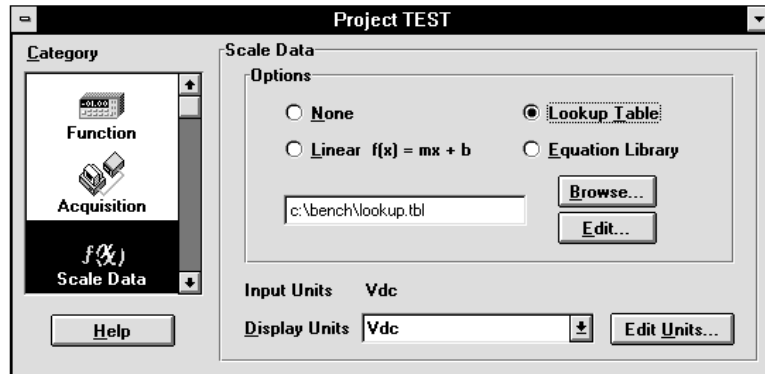 Project TEST
Category
-01.00
Function
Acquisition
f(x)
Scale Data
Help
Scale Data
Options
None
Lookup Table
Linear f(x) = mx + b
Equation Library
c:\bench\lookup.tbl
Browse...
Edit...
Input Units Vdc
Display Units Vdc
Edit Units...